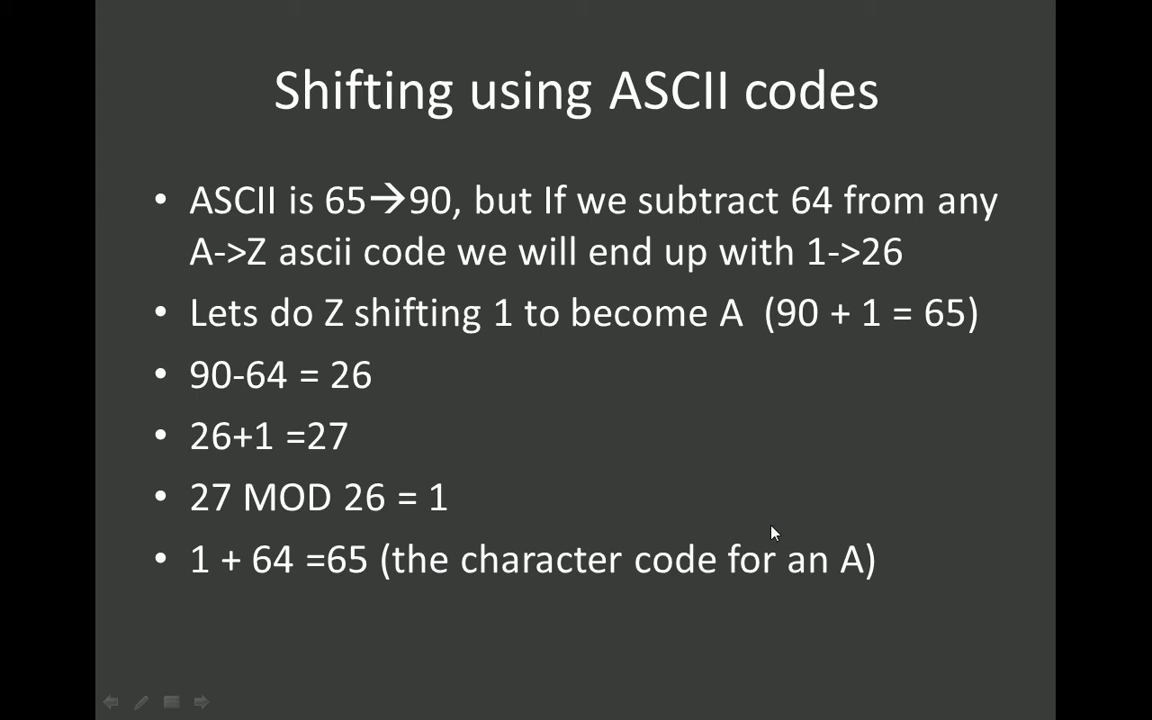 Shifting using ASCII codes
• ASCII is 65→90, but If we subtract 64 from any
A->Z ascii code we will end up with 1->26
• Lets do Z shifting 1 to become A (90 + 1 = 65)
• 90-64 = 26
• 26+1 =27
• 27 MOD 26 = 1
• 1 + 64 =65 (the character code for an A)